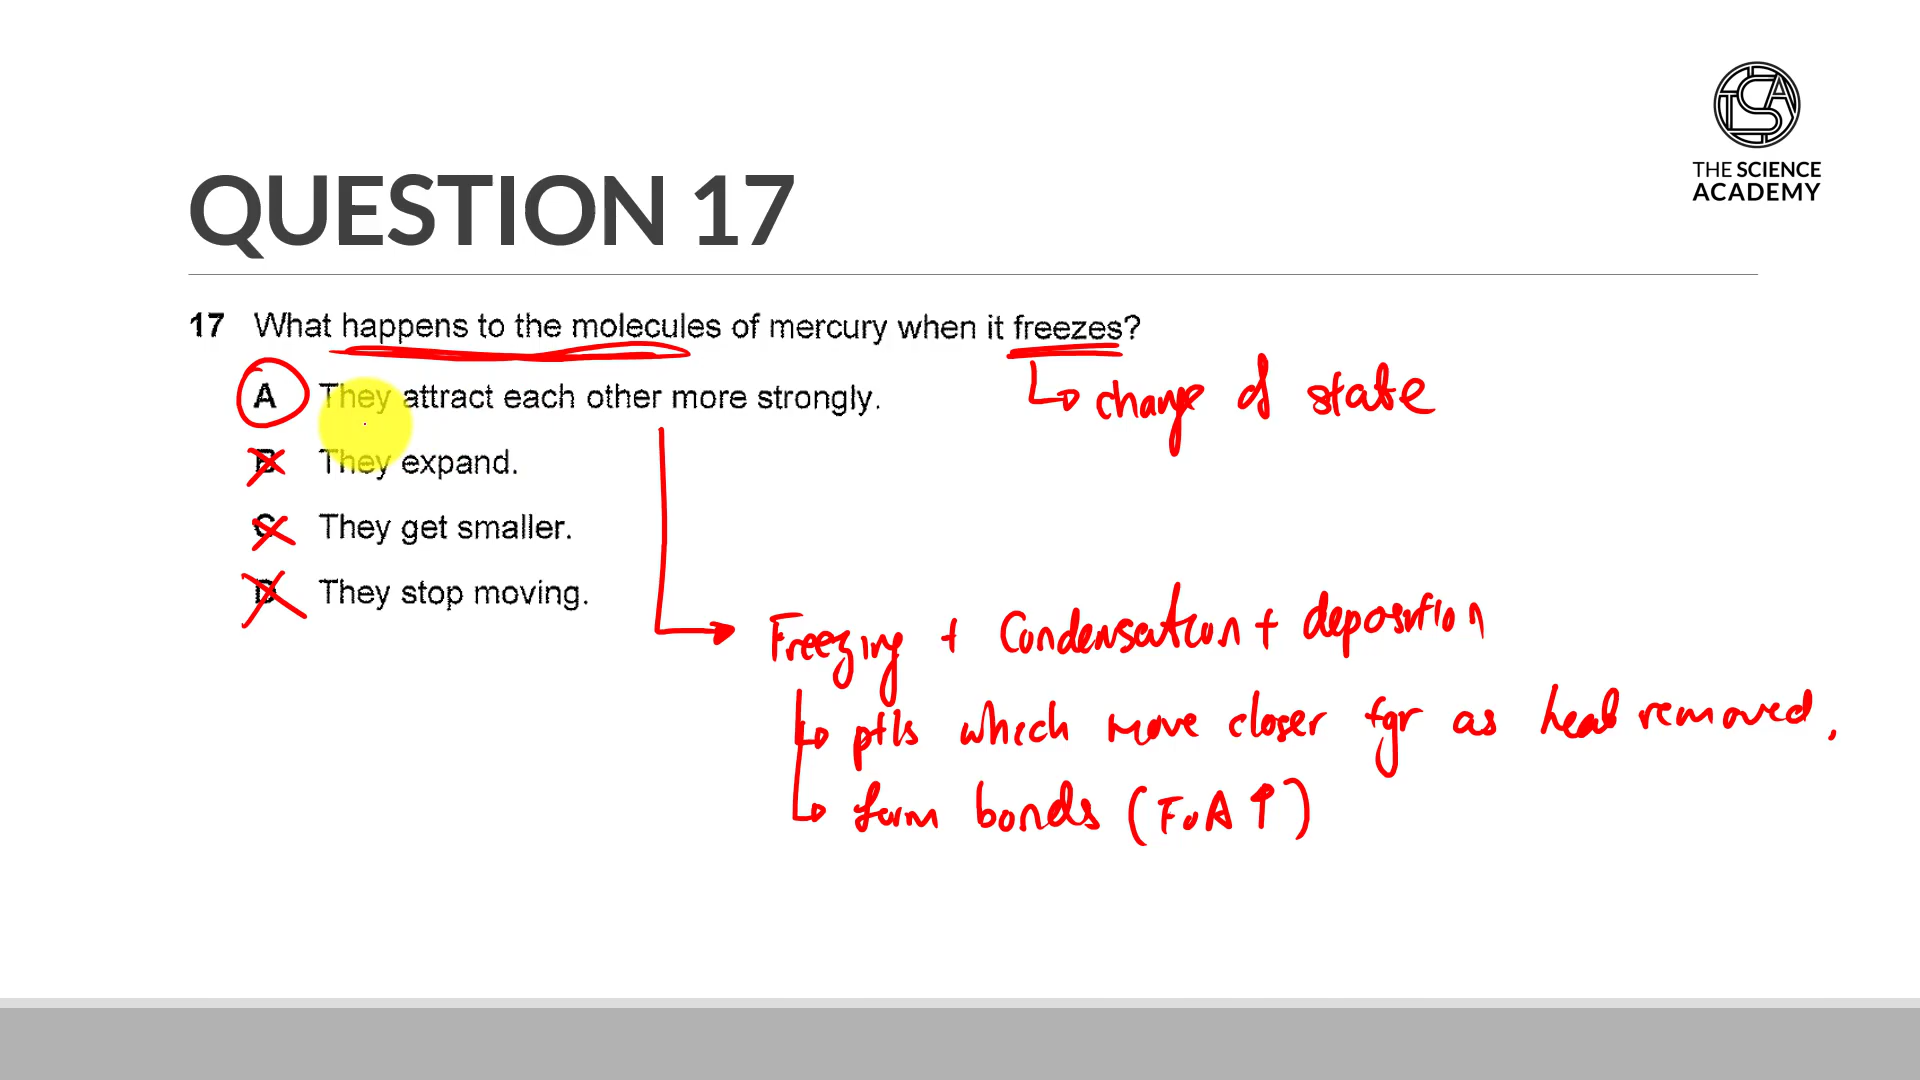 THE SCIENCE
ACADEMY
QUESTION 17
17 What happens to the molecules of mercury when it freezes?
A They attract each other more strongly.
change of state
B They expand.
C They get smaller.
D They stop moving.
Freezing + Condensation + deposition
ptls which move closer tgr as heat removed.
form bonds (FoA ↑)